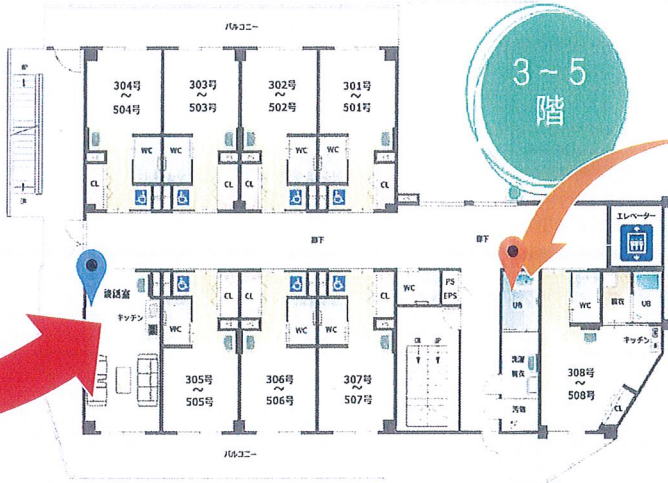 バルコニー
3～5
階
UP
304号
～
504号
303号
～
503号
302号
～
502号
301号
～
501号
WC
WC
WC
WC
CL
CL
CL
CL
DN
エレベーター
廊下
廊下
談話室
キッチン
CL
CL
CL
WC
PS
EPS
UB
WC
脱衣
UB
WC
WC
WC
DN
UP
キッチン
305号
～
505号
306号
～
506号
307号
～
507号
洗濯
脱衣
汚物
308号
～
508号
CL
バルコニー